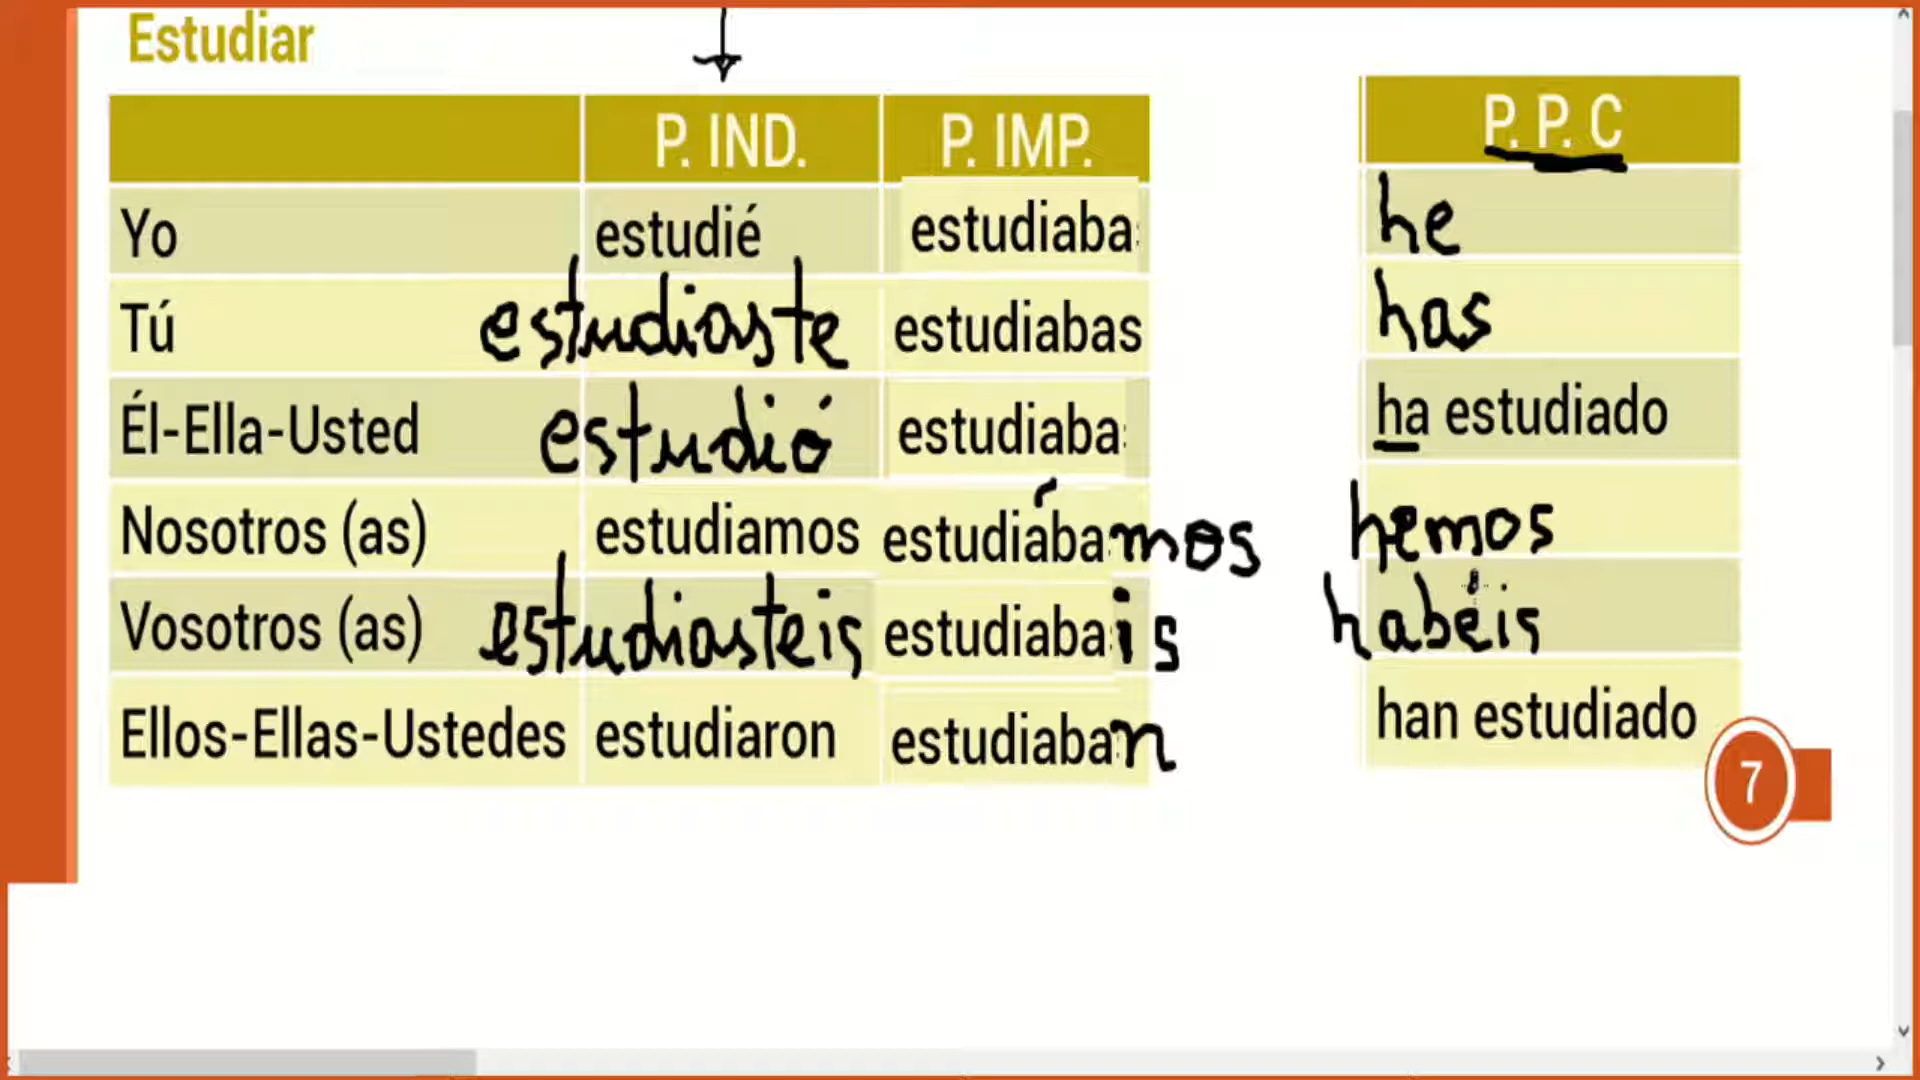 Estudiar
P. IND. P. IMP. P. P. C
Yo estudié estudiaba he
Tú estudiaste estudiabas has
Él-Ella-Usted estudió estudiaba ha estudiado
Nosotros (as) estudiamos estudiábamos hemos
Vosotros (as) estudiasteis estudiabais habéis
Ellos-Ellas-Ustedes estudiaron estudiaban han estudiado
7